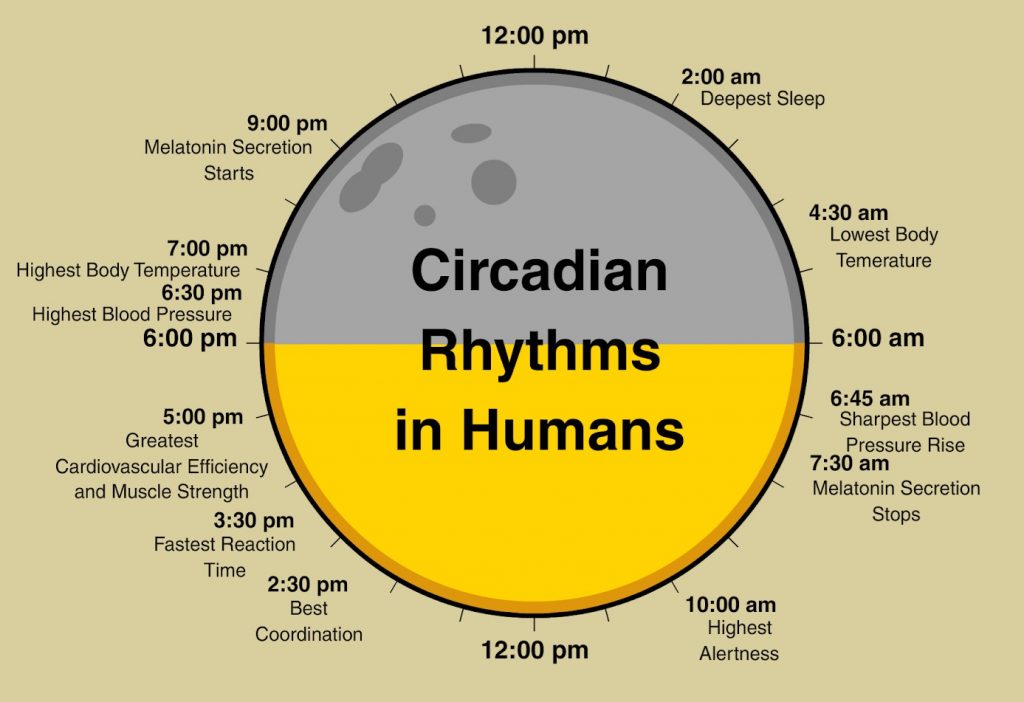 12:00 pm
2:00 am
Deepest Sleep
4:30 am
Lowest Body
Temerature
6:00 am
6:45 am
Sharpest Blood
Pressure Rise
7:30 am
Melatonin Secretion
Stops
10:00 am
Highest
Alertness
12:00 pm
2:30 pm
Best
Coordination
3:30 pm
Fastest Reaction
Time
5:00 pm
Greatest
Cardiovascular Efficiency
and Muscle Strength
6:00 pm
6:30 pm
Highest Blood Pressure
7:00 pm
Highest Body Temperature
9:00 pm
Melatonin Secretion
Starts
Circadian
Rhythms
in Humans